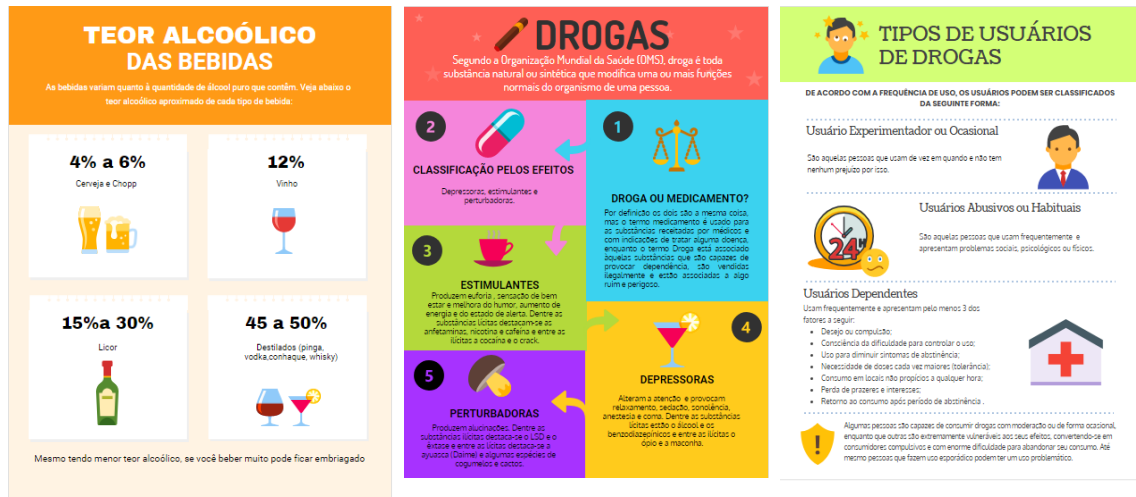 TEOR ALCOÓLICO
DAS BEBIDAS
As bebidas variam quanto à quantidade de álcool puro que contêm. Veja abaixo o
teor alcoólico aproximado de cada tipo de bebida:
4% a 6%
Cerveja e Chopp
12%
Vinho
15%a 30%
Licor
45 a 50%
Destilados (pinga,
vodka,conhaque, whisky)
Mesmo tendo menor teor alcoólico, se você beber muito pode ficar embriagado
DROGAS
Segundo a Organização Mundial da Saúde (OMS), droga é toda
substância natural ou sintética que modifica uma ou mais funções
normais do organismo de uma pessoa.
1
DROGA OU MEDICAMENTO?
Por definição os dois são a mesma coisa,
mas o termo medicamento é usado para
as substâncias receitadas por médicos e
com indicações de tratar alguma doenca,
enquanto o termo Droga está associado
àquelas substâncias que são capazes de
provocar dependência, são vendidas
ilegalmente e estão associadas a algo
ruim e perigoso.
2
CLASSIFICAÇÃO PELOS EFEITOS
Depressoras, estimulantes e
perturbadoras.
3
ESTIMULANTES
Produzem euforia , sensação de bem
estar e melhora do humor, aumento de
energia e do estado de alerta. Dentre as
substâncias lícitas destacam-se as
anfetaminas, nicotina e cafeína e entre as
ilícitas a cocaína e o crack.
4
DEPRESSORAS
Alteram a atenção e provocam
relaxamento, sedação, sonolência,
anestesia e coma. Dentre as substâncias
lícitas estão o álcool e os
benzodiazepínicos e entre as ilícitas o
ópio e a maconha.
5
PERTURBADORAS
Produzem alucinações. Dentre as
substâncias ilícitas destaca-se o LSD e o
êxtase e entre as lícitas destaca-se a
ayuasca (Daime) e algumas espécies de
cogumelos e cactos.
TIPOS DE USUÁRIOS
DE DROGAS
DE ACORDO COM A FREQUÊNCIA DE USO, OS USUÁRIOS PODEM SER CLASSIFICADOS
DA SEGUINTE FORMA:
Usuário Experimentador ou Ocasional
São aquelas pessoas que usam de vez em quando e não tem
nenhum prejuízo por isso.
24H
Usuários Abusivos ou Habituais
São aquelas pessoas que usam frequentemente e
apresentam problemas sociais, psicológicos ou físicos.
Usuários Dependentes
Usam frequentemente e apresentam pelo menos 3 dos
fatores a seguir:
Desejo ou compulsão;
Consciência da dificuldade para controlar o uso;
Uso para diminuir sintomas de abstinência;
Necessidade de doses cada vez maiores (tolerância);
Consumo em locais não propícios a qualquer hora;
Perda de prazeres e interesses;
Retorno ao consumo após período de abstinência .
Algumas pessoas são capazes de consumir drogas com moderação ou de forma ocasional,
enquanto que outras são extremamente vulneráveis aos seus efeitos, convertendo-se em
consumidores compulsivos e com enorme dificuldade para abandonar seu consumo. Até
mesmo pessoas que fazem uso esporádico podem ter um uso problemático.